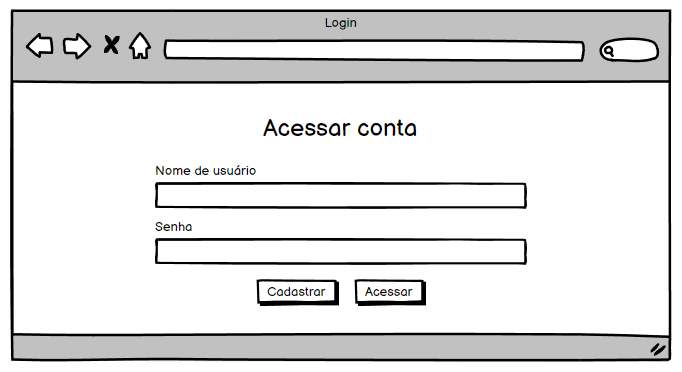 Login
Acessar conta
Nome de usuário
Senha
Cadastrar Acessar